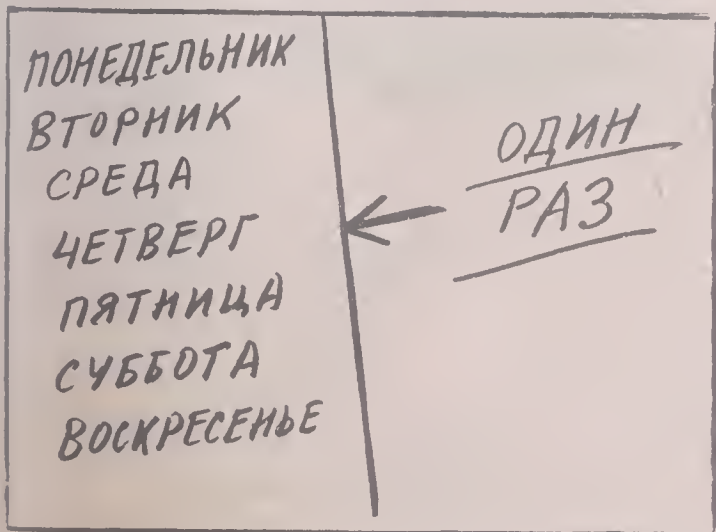 ПОНЕДЕЛЬНИК
ВТОРНИК
СРЕДА
ЧЕТВЕРГ
ПЯТНИЦА
СУББОТА
ВОСКРЕСЕНЬЕ
ОДИН
РАЗ